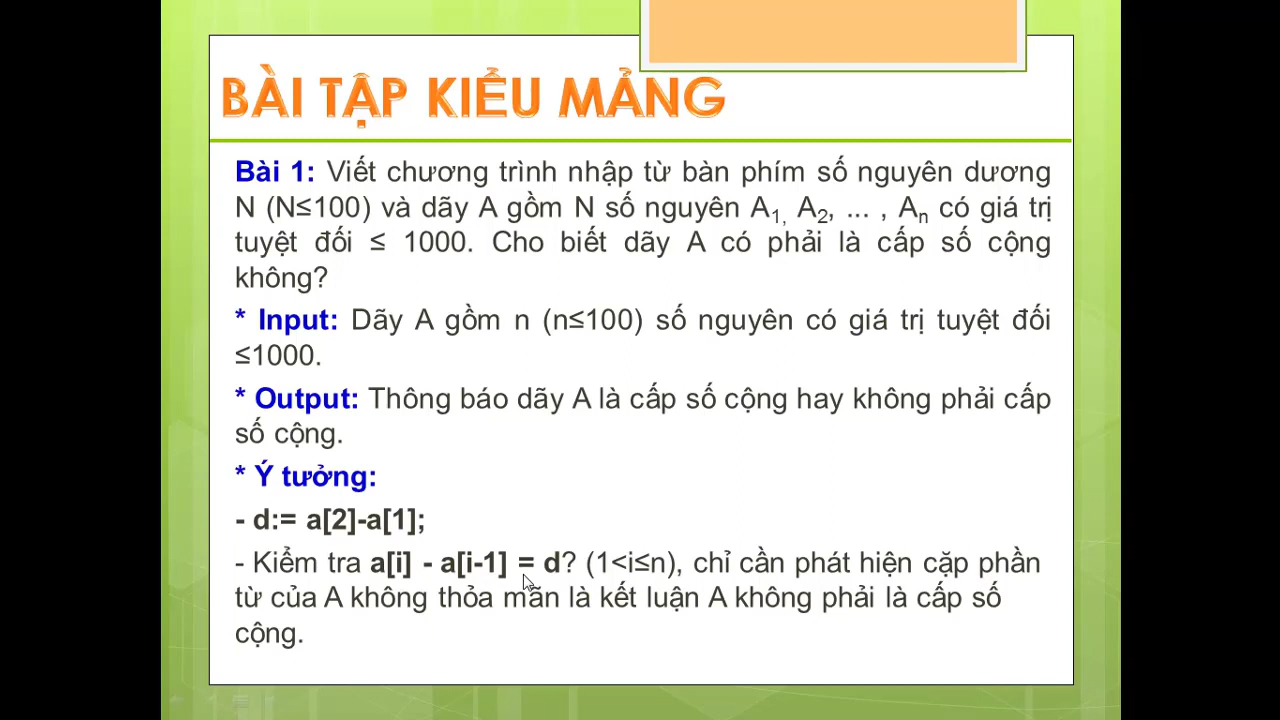 BÀI TẬP KIỂU MẢNG
Bài 1: Viết chương trình nhập từ bàn phím số nguyên dương
N (N≤100) và dãy A gồm N số nguyên A1, A2, ... , An có giá trị
tuyệt đối ≤ 1000. Cho biết dãy A có phải là cấp số cộng
không?
* Input: Dãy A gồm n (n≤100) số nguyên có giá trị tuyệt đối
≤1000.
* Output: Thông báo dãy A là cấp số cộng hay không phải cấp
số cộng.
* Ý tưởng:
- d:= a[2]-a[1];
- Kiểm tra a[i] - a[i-1] = d? (1<i≤n), chỉ cần phát hiện cặp phần
từ của A không thỏa mãn là kết luận A không phải là cấp số
cộng.